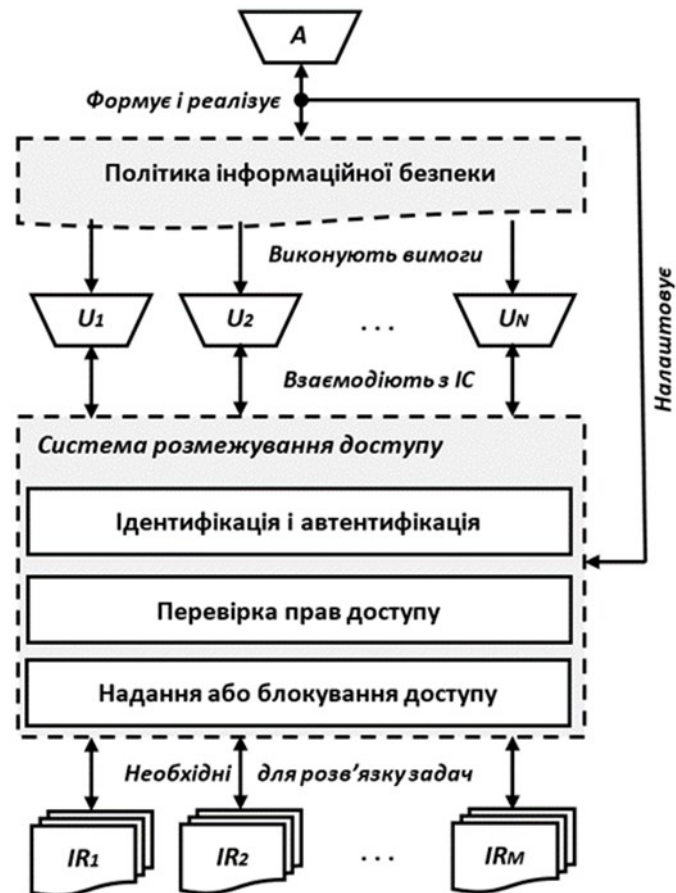 A
Формує і реалізує
Політика інформаційної безпеки
Виконують вимоги
U1 U2 ... UN
Налаштовує
Взаємодіють з ІС
Система розмежування доступу
Ідентифікація і автентифікація
Перевірка прав доступу
Надання або блокування доступу
Необхідні для розв’язку задач
IR1 IR2 ... IRM